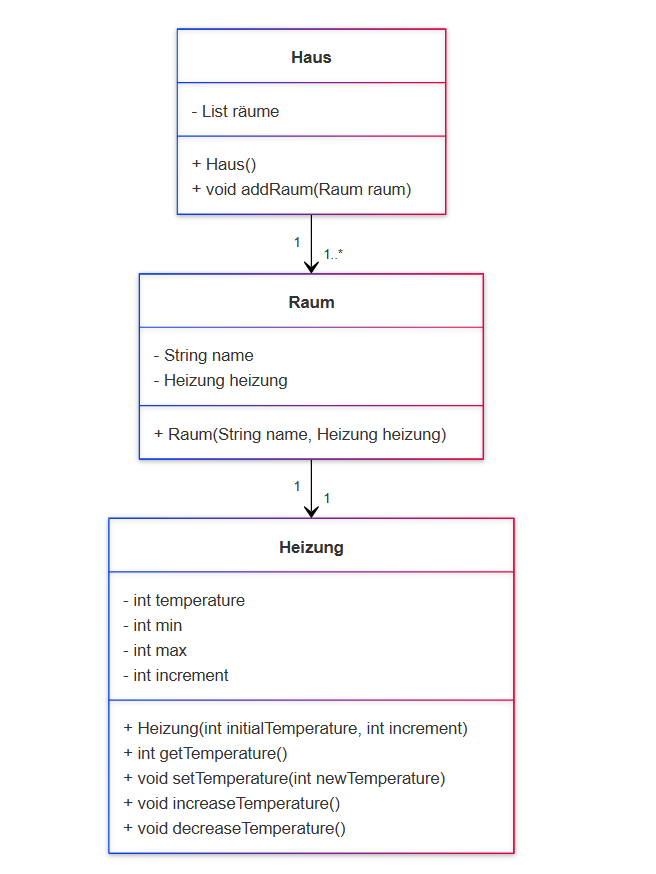 Haus
- List räume
+ Haus()
+ void addRaum(Raum raum)
1
1..*
Raum
- String name
- Heizung heizung
+ Raum(String name, Heizung heizung)
1
1
Heizung
- int temperature
- int min
- int max
- int increment
+ Heizung(int initialTemperature, int increment)
+ int getTemperature()
+ void setTemperature(int newTemperature)
+ void increaseTemperature()
+ void decreaseTemperature()